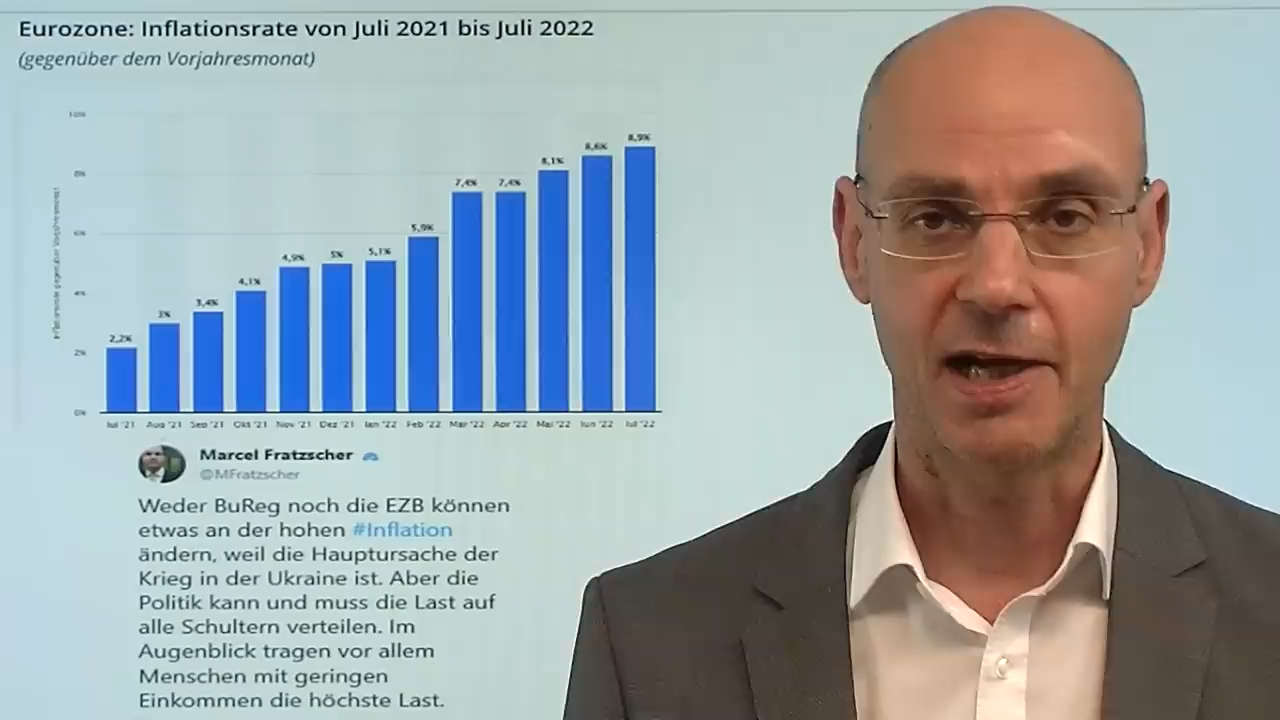 Eurozone: Inflationsrate von Juli 2021 bis Juli 2022
(gegenüber dem Vorjahresmonat)
Inflationsrate gegenüber Vorjahresmonat
10%
8%
6%
4%
2%
0%
2,2%
3%
3,4%
4,1%
4,9%
5%
5,1%
5,9%
7,4%
7,4%
8,1%
8,6%
8,9%
Jul '21
Aug '21
Sep '21
Okt '21
Nov '21
Dez '21
Jan '22
Feb '22
Mär '22
Apr '22
Mai '22
Jun '22
Jul '22
Marcel Fratzscher
@MFratzscher
Weder BuReg noch die EZB können
etwas an der hohen #Inflation
ändern, weil die Hauptursache der
Krieg in der Ukraine ist. Aber die
Politik kann und muss die Last auf
alle Schultern verteilen. Im
Augenblick tragen vor allem
Menschen mit geringen
Einkommen die höchste Last.